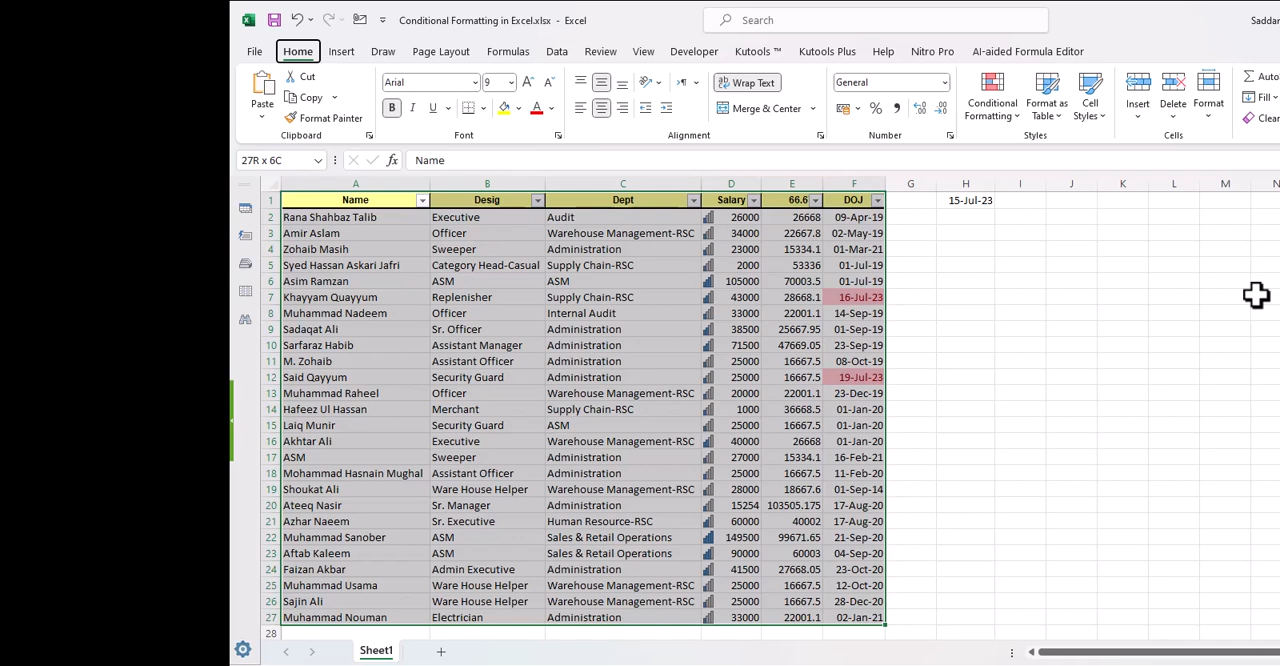 Conditional Formatting in Excel.xlsx - Excel
Search
Saddar
File Home Insert Draw Page Layout Formulas Data Review View Developer Kutools ™ Kutools Plus Help Nitro Pro AI-aided Formula Editor
Paste
Cut
Copy
Format Painter
Clipboard
Arial 9
B I U
Font
Wrap Text
Merge & Center
Alignment
General
Number
Conditional Formatting
Format as Table
Cell Styles
Styles
Insert Delete Format
Cells
Auto
Fill
Clear
27R x 6C fx Name
A B C D E F G H I J K L M N
1 Name Desig Dept Salary 66.6 DOJ 15-Jul-23
2 Rana Shahbaz Talib Executive Audit 26000 26668 09-Apr-19
3 Amir Aslam Officer Warehouse Management-RSC 34000 22667.8 02-May-19
4 Zohaib Masih Sweeper Administration 23000 15334.1 01-Mar-21
5 Syed Hassan Askari Jafri Category Head-Casual Supply Chain-RSC 2000 53336 01-Jul-19
6 Asim Ramzan ASM ASM 105000 70003.5 01-Jul-19
7 Khayyam Quayyum Replenisher Supply Chain-RSC 43000 28668.1 16-Jul-23
8 Muhammad Nadeem Officer Internal Audit 33000 22001.1 14-Sep-19
9 Sadaqat Ali Sr. Officer Administration 38500 25667.95 01-Sep-19
10 Sarfaraz Habib Assistant Manager Administration 71500 47669.05 23-Sep-19
11 M. Zohaib Assistant Officer Administration 25000 16667.5 08-Oct-19
12 Said Qayyum Security Guard Administration 25000 16667.5 19-Jul-23
13 Muhammad Raheel Officer Warehouse Management-RSC 20000 22001.1 23-Dec-19
14 Hafeez Ul Hassan Merchant Supply Chain-RSC 1000 36668.5 01-Jan-20
15 Laiq Munir Security Guard ASM 25000 16667.5 01-Jan-20
16 Akhtar Ali Executive Warehouse Management-RSC 40000 26668 01-Jan-20
17 ASM Sweeper Administration 27000 15334.1 16-Feb-21
18 Mohammad Hasnain Mughal Assistant Officer Administration 25000 16667.5 11-Feb-20
19 Shoukat Ali Ware House Helper Warehouse Management-RSC 28000 18667.6 01-Sep-14
20 Ateeq Nasir Sr. Manager Administration 15254 103505.175 17-Aug-20
21 Azhar Naeem Sr. Executive Human Resource-RSC 60000 40002 17-Aug-20
22 Muhammad Sanober ASM Sales & Retail Operations 149500 99671.65 21-Sep-20
23 Aftab Kaleem ASM Sales & Retail Operations 90000 60003 04-Sep-20
24 Faizan Akbar Admin Executive Administration 41500 27668.05 23-Oct-20
25 Muhammad Usama Ware House Helper Warehouse Management-RSC 25000 16667.5 12-Oct-20
26 Sajin Ali Ware House Helper Warehouse Management-RSC 25000 16667.5 28-Dec-20
27 Muhammad Nouman Electrician Administration 33000 22001.1 02-Jan-21
28
Sheet1